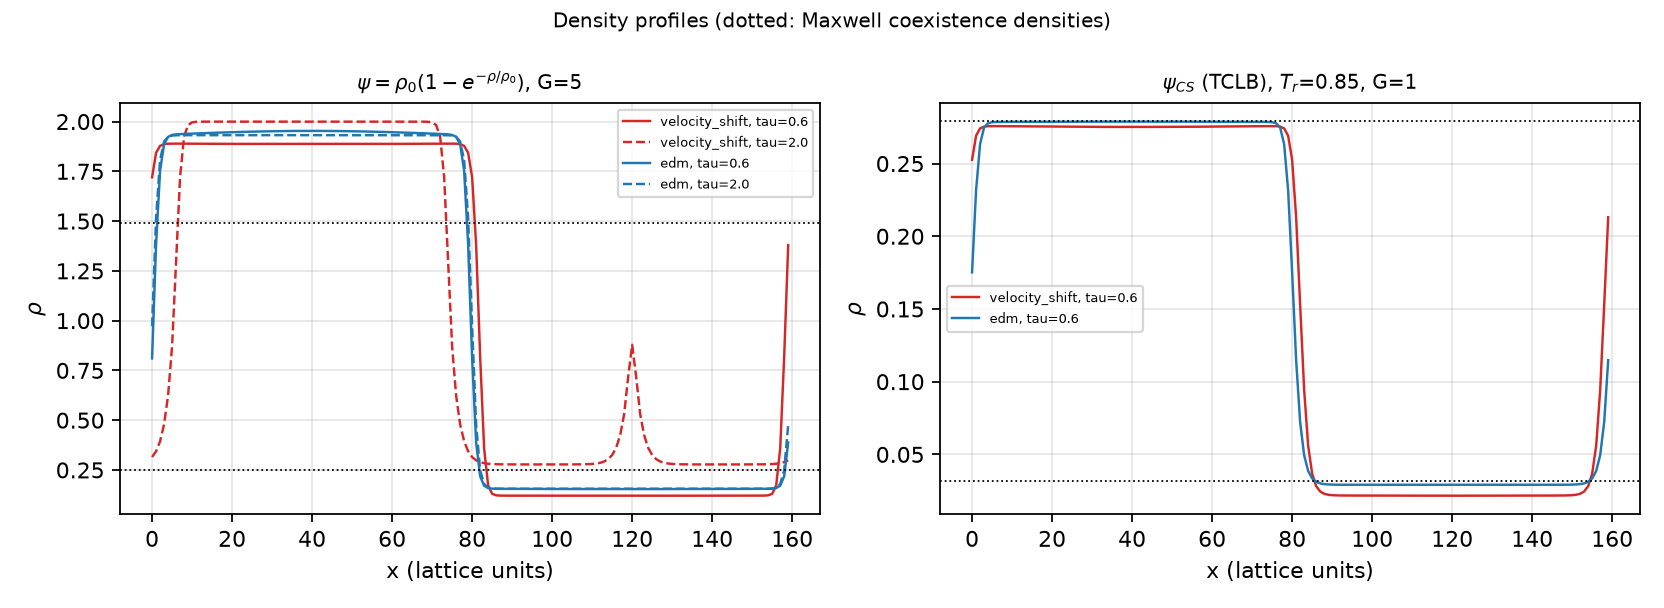 Density profiles (dotted: Maxwell coexistence densities)
ψ = ρ₀(1 − e^{−ρ/ρ₀}), G=5
2.00
1.75
1.50
1.25
1.00
0.75
0.50
0.25
ρ
velocity_shift, tau=0.6
velocity_shift, tau=2.0
edm, tau=0.6
edm, tau=2.0
0 20 40 60 80 100 120 140 160
x (lattice units)
ψ_CS (TCLB), T_r=0.85, G=1
0.25
0.20
0.15
0.10
0.05
ρ
velocity_shift, tau=0.6
edm, tau=0.6
0 20 40 60 80 100 120 140 160
x (lattice units)